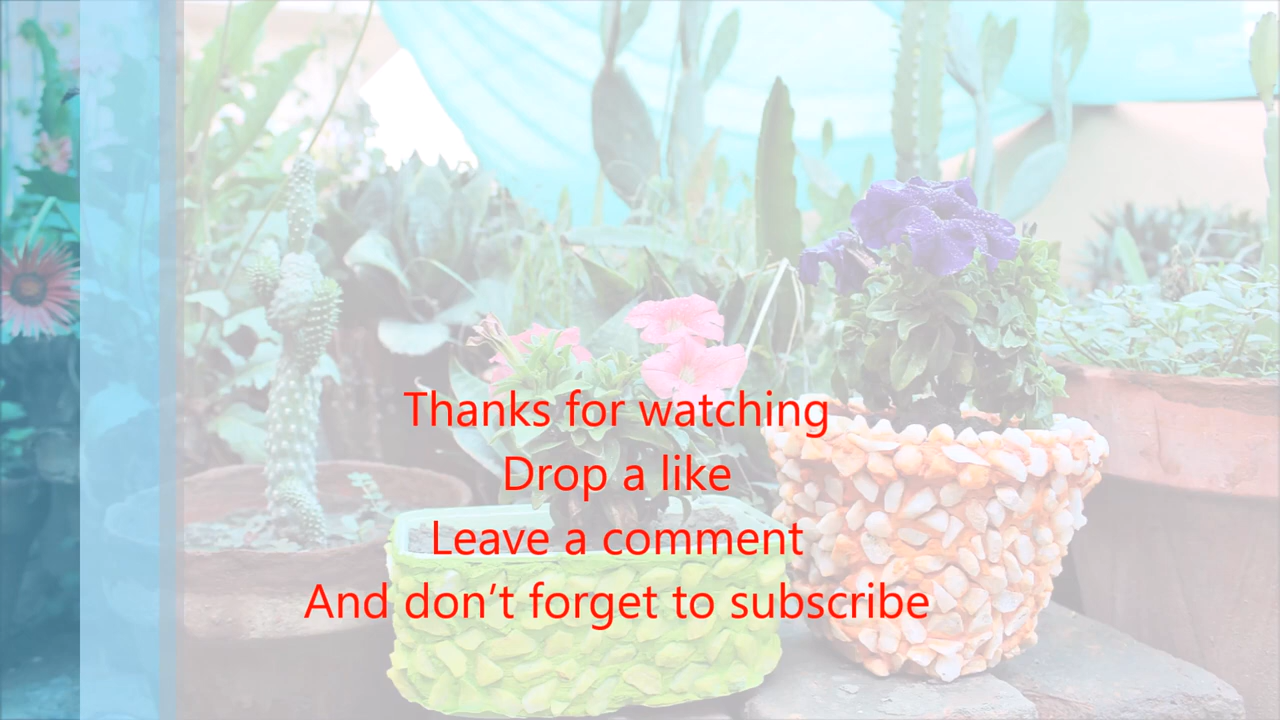 Thanks for watching
Drop a like
Leave a comment
And don’t forget to subscribe